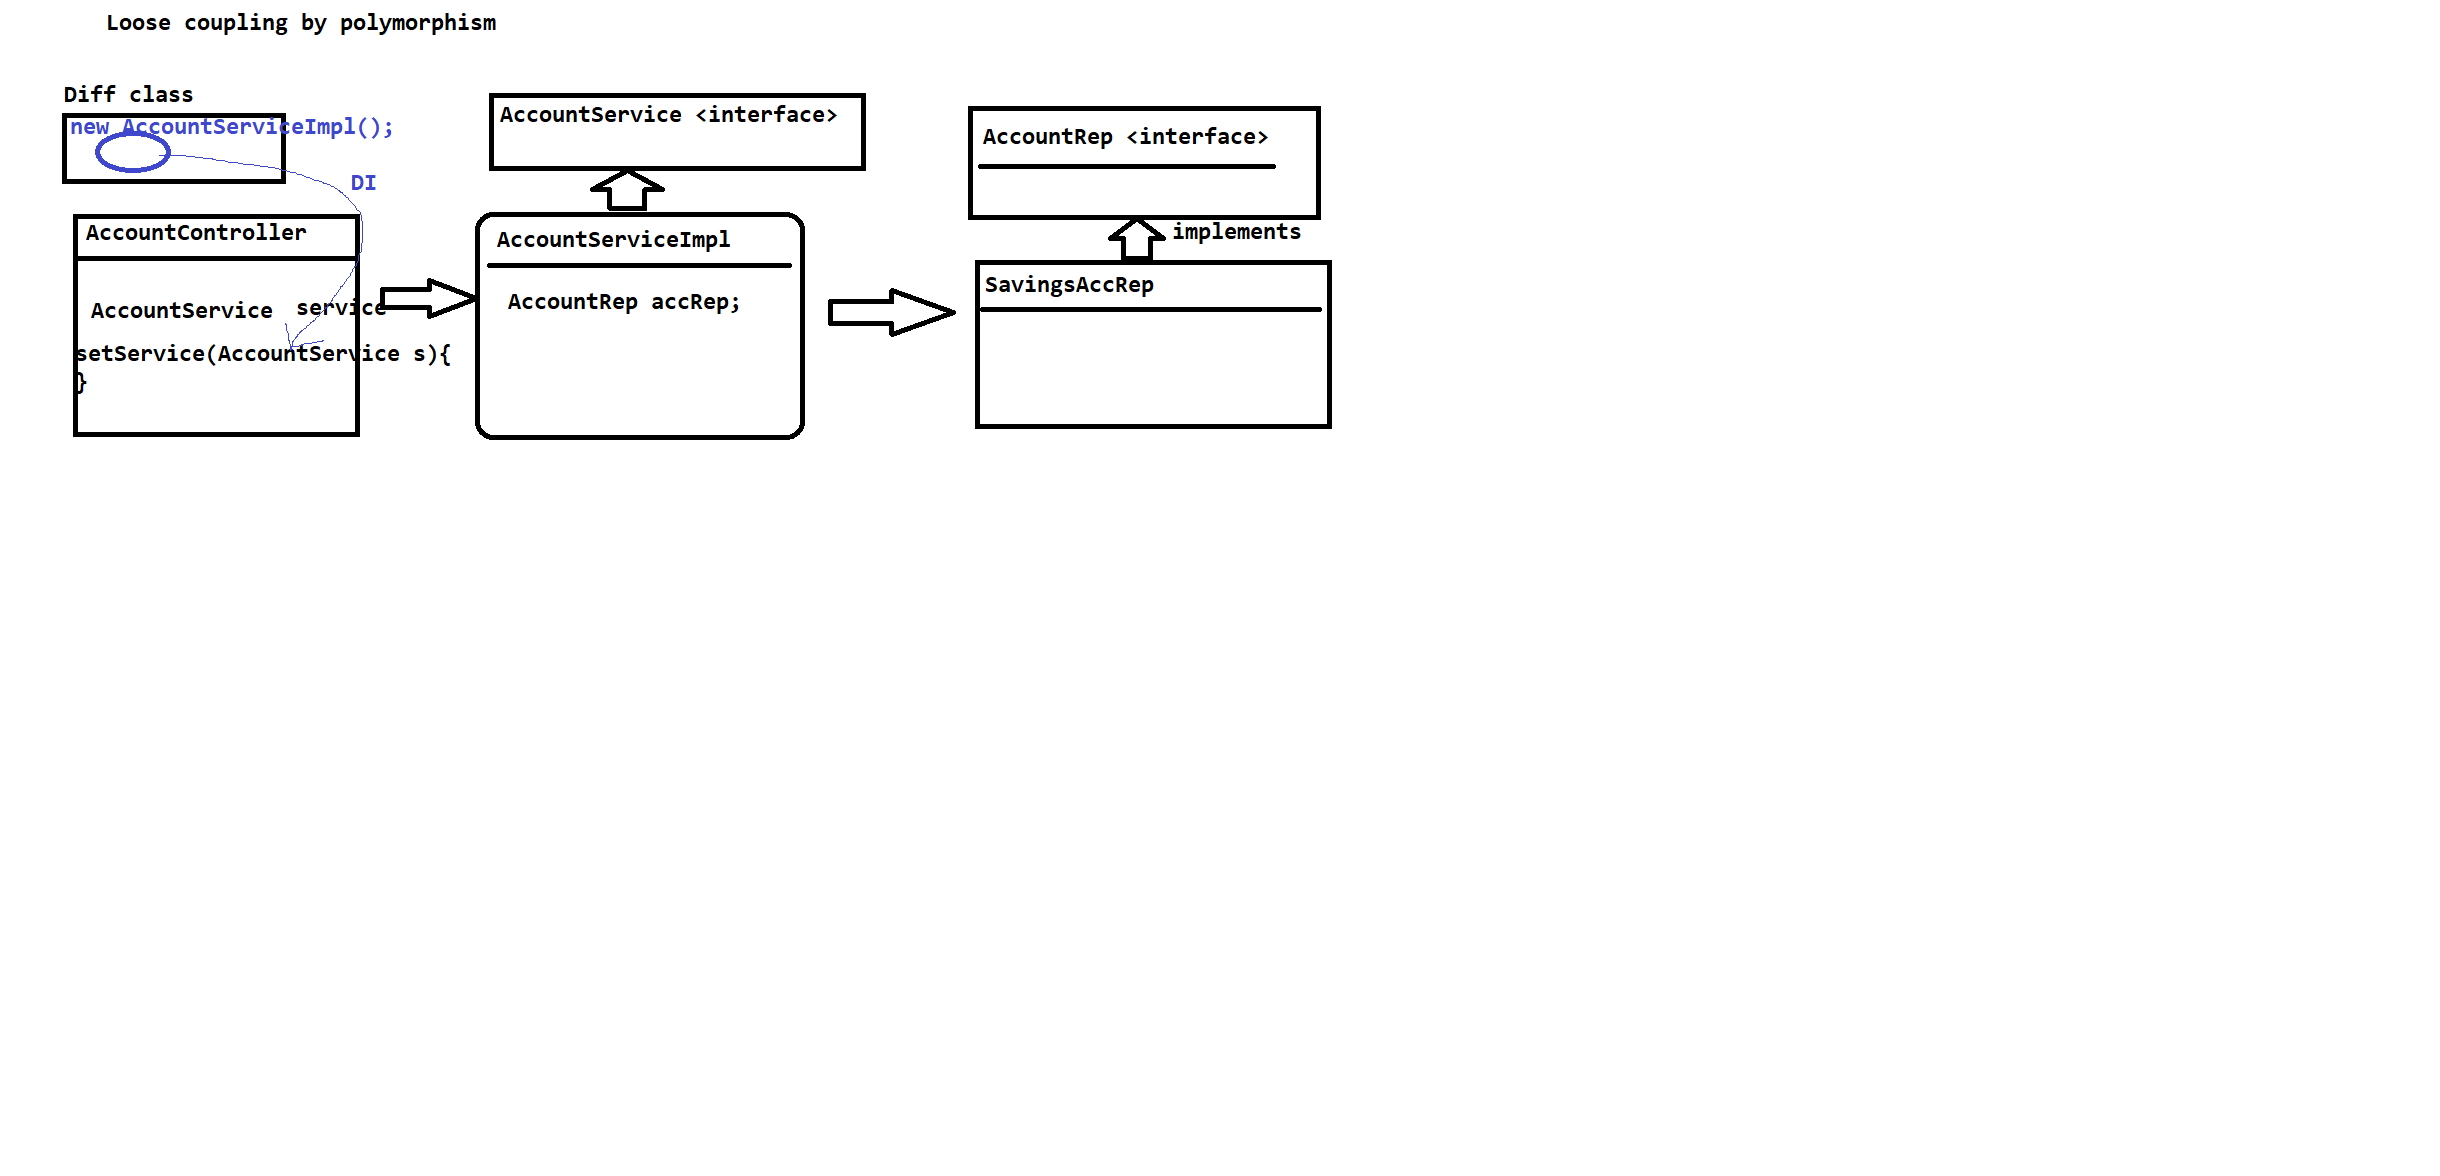 Loose coupling by polymorphism
Diff class
new AccountServiceImpl();
DI
AccountController
AccountService service
setService(AccountService s){
}
AccountService <interface>
AccountServiceImpl
AccountRep accRep;
AccountRep <interface>
implements
SavingsAccRep